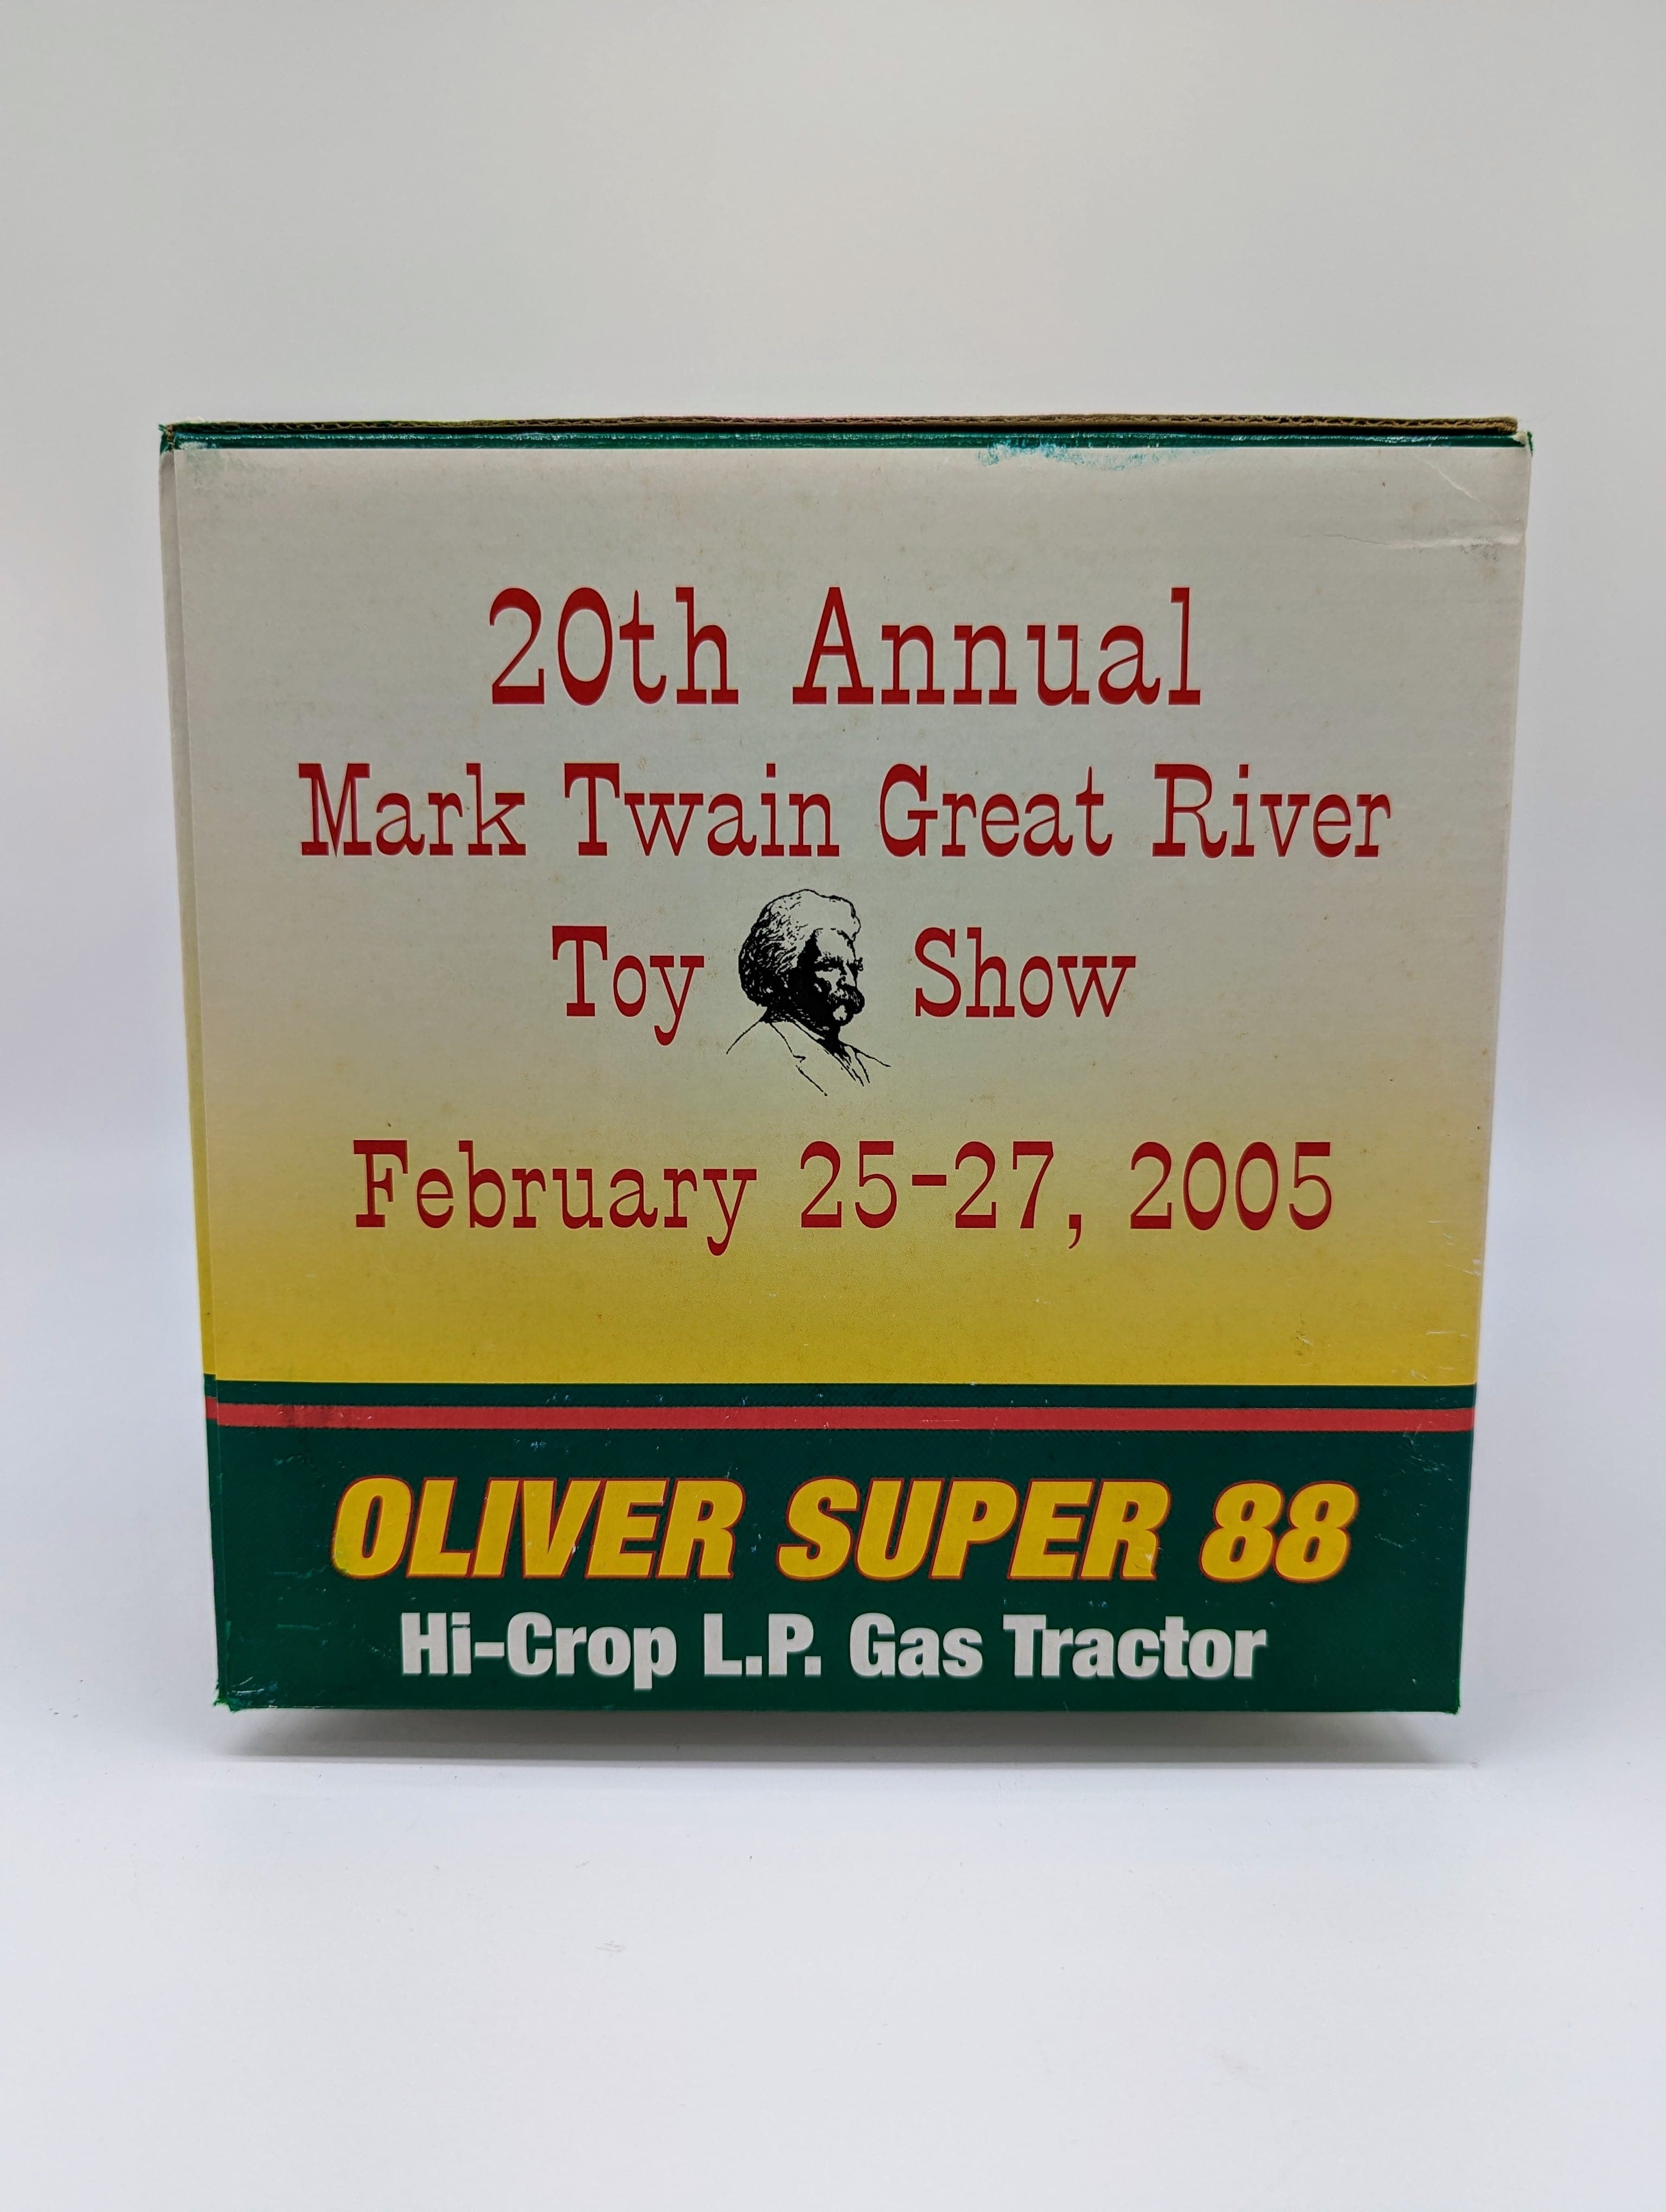 20th Annual
Mark Twain Great River
Toy Show
February 25-27, 2005
OLIVER SUPER 88
Hi-Crop L.P. Gas Tractor